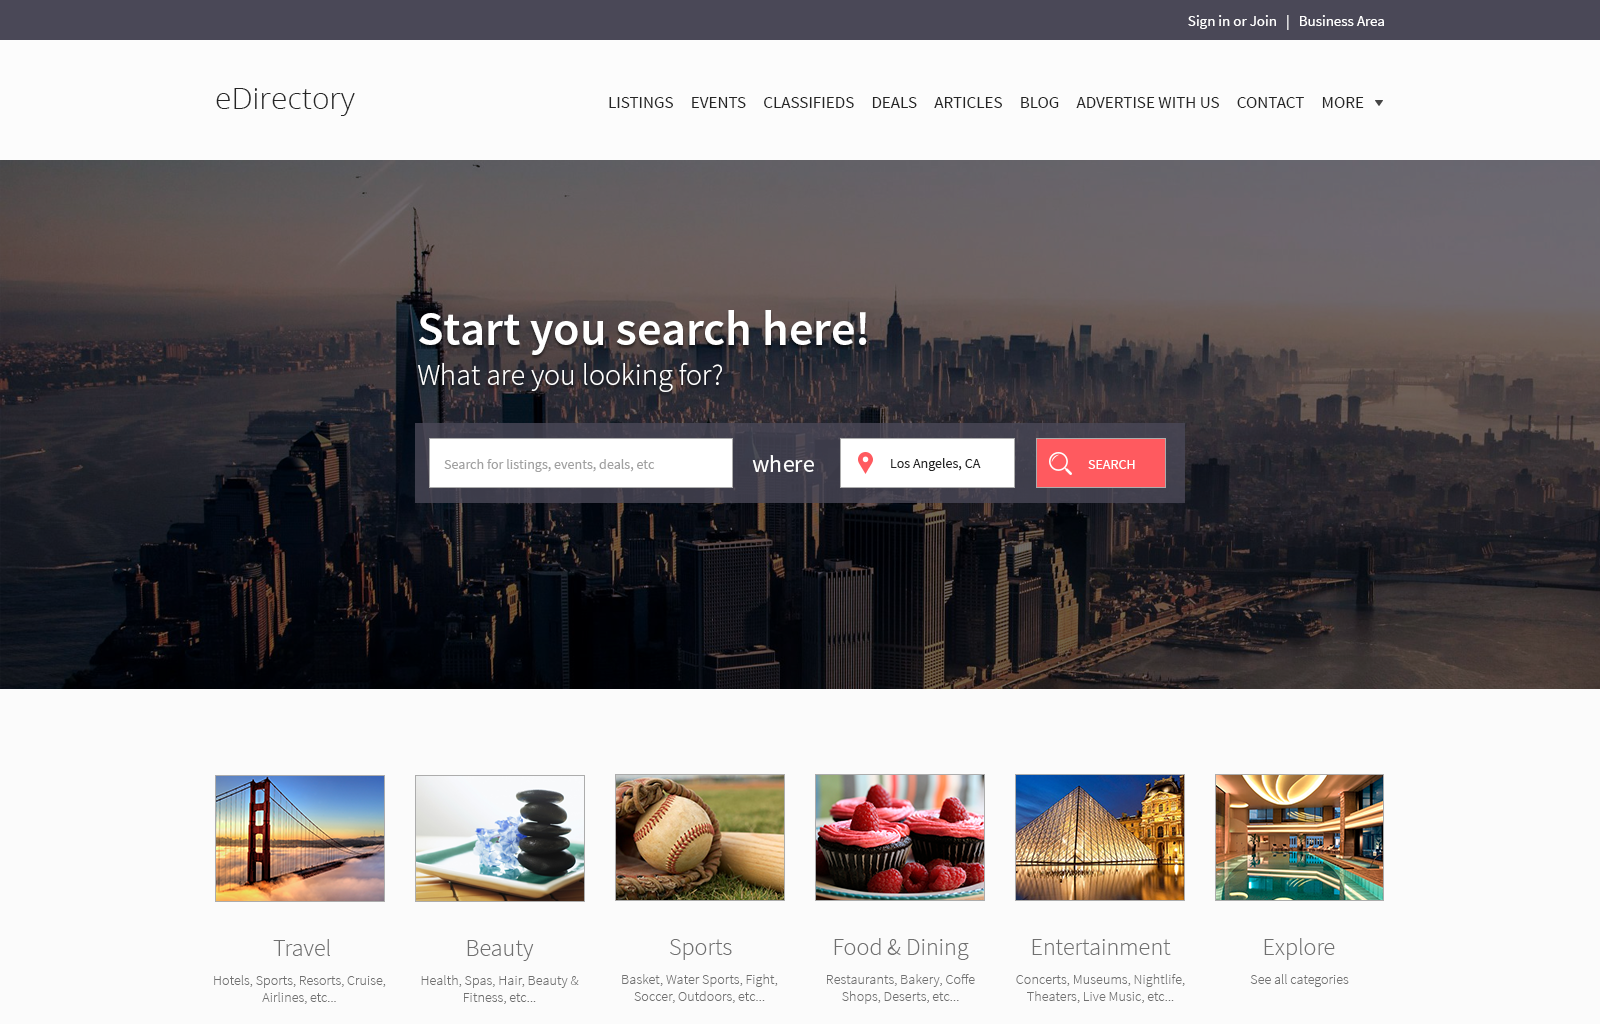 Sign in or Join | Business Area
eDirectory
LISTINGS EVENTS CLASSIFIEDS DEALS ARTICLES BLOG ADVERTISE WITH US CONTACT MORE
Start you search here!
What are you looking for?
Search for listings, events, deals, etc where Los Angeles, CA SEARCH
Travel Beauty Sports Food & Dining Entertainment Explore
Hotels, Sports, Resorts, Cruise, Health, Spas, Hair, Beauty & Basket, Water Sports, Fight, Restaurants, Bakery, Coffe Concerts, Museums, Nightlife, See all categories
Airlines, etc... Fitness, etc... Soccer, Outdoors, etc... Shops, Deserts, etc... Theaters, Live Music, etc...